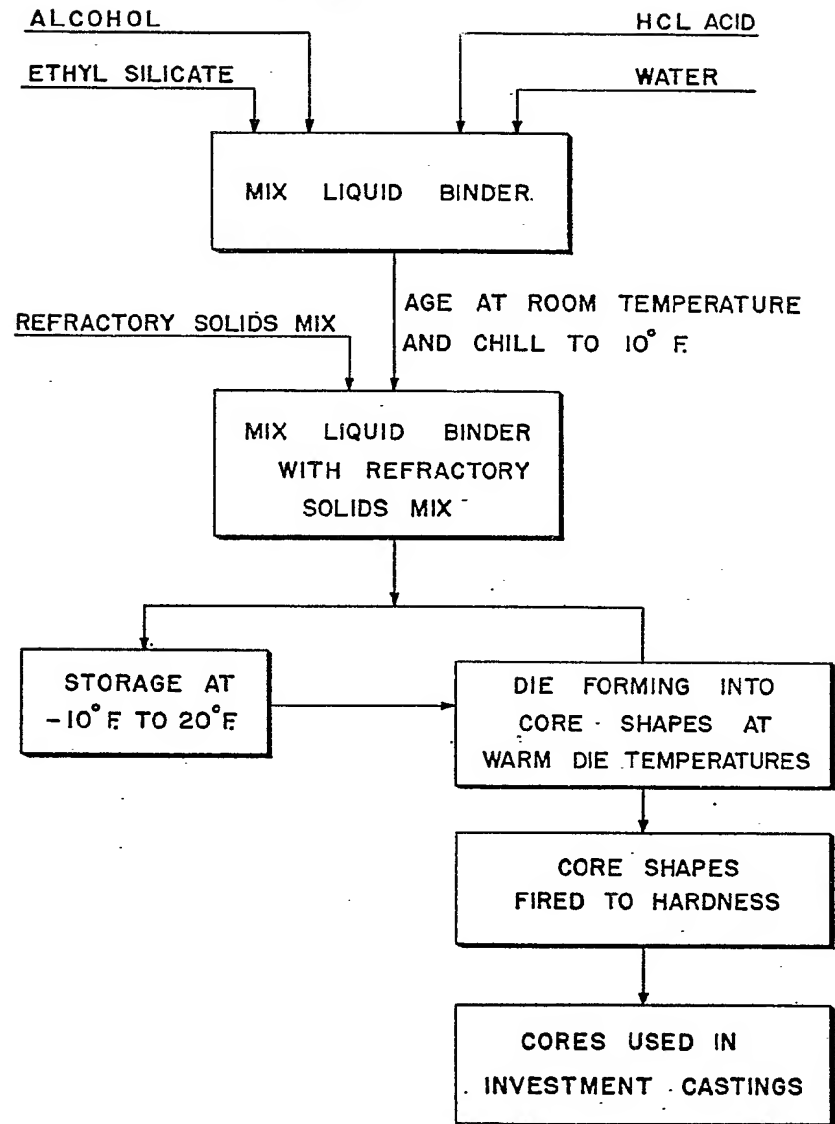 ALCOHOL
HCL ACID
ETHYL SILICATE
WATER
MIX LIQUID BINDER.
AGE AT ROOM TEMPERATURE
AND CHILL TO 10° F.
REFRACTORY SOLIDS MIX
MIX LIQUID BINDER
WITH REFRACTORY
SOLIDS MIX
STORAGE AT
-10° F. TO 20° F.
DIE FORMING INTO
CORE SHAPES AT
WARM DIE TEMPERATURES
CORE SHAPES
FIRED TO HARDNESS
CORES USED IN
INVESTMENT CASTINGS